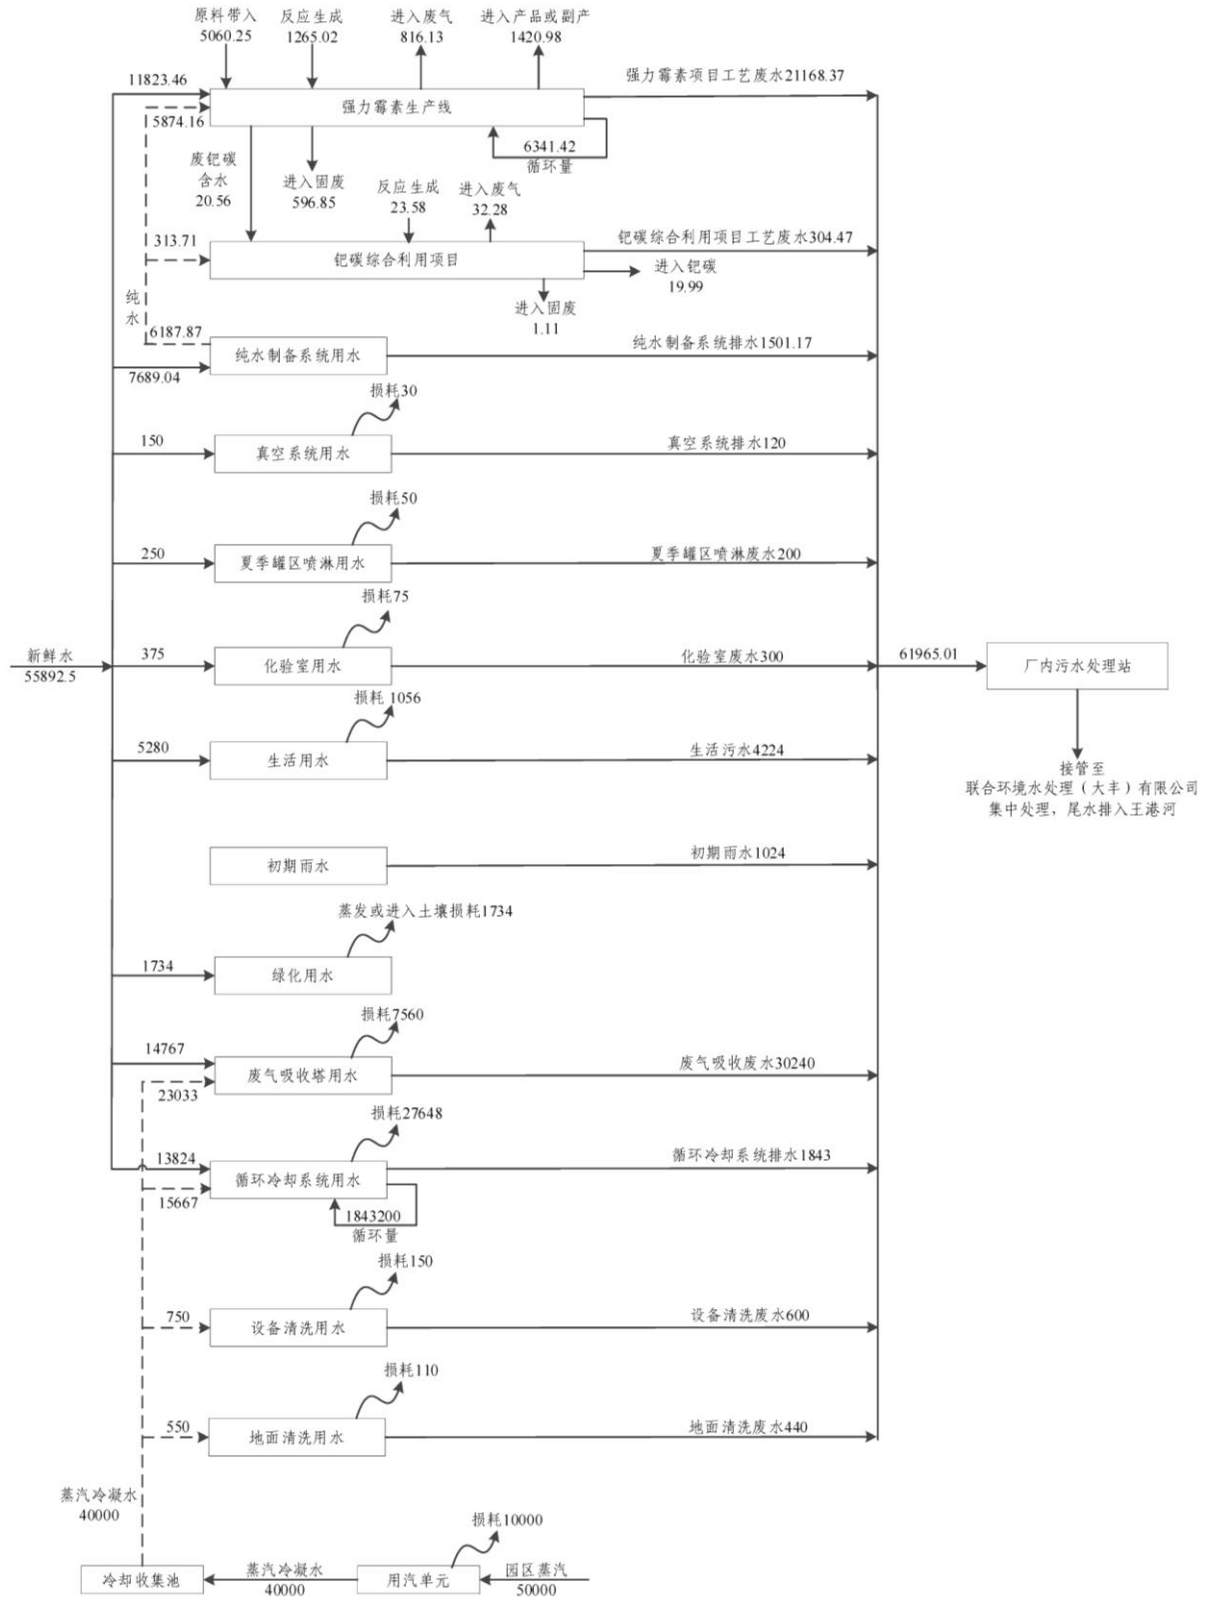 原料带入
5060.25
反应生成
1265.02
进入废气
816.13
进入产品或副产
1420.98
11823.46
5874.16
强力霉素生产线
强力霉素项目工艺废水21168.37
6341.42
循环量
废钯碳
含水
20.56
进入固废
596.85
反应生成
23.58
进入废气
32.28
313.71
钯碳综合利用项目
钯碳综合利用项目工艺废水304.47
进入钯碳
19.99
进入固废
1.11
纯
水
6187.87
7689.04
纯水制备系统用水
纯水制备系统排水1501.17
损耗30
150
真空系统用水
真空系统排水120
损耗50
250
夏季罐区喷淋用水
夏季罐区喷淋废水200
损耗75
新鲜水
55892.5
375
化验室用水
化验室废水300
61965.01
厂内污水处理站
损耗 1056
5280
生活用水
生活污水4224
接管至
联合环境水处理（大丰）有限公司
集中处理，尾水排入王港河
初期雨水
初期雨水1024
蒸发或进入土壤损耗1734
1734
绿化用水
损耗7560
14767
23033
废气吸收塔用水
废气吸收废水30240
损耗27648
13824
15667
循环冷却系统用水
循环冷却系统排水1843
1843200
循环量
损耗150
750
设备清洗用水
设备清洗废水600
损耗110
550
地面清洗用水
地面清洗废水440
蒸汽冷凝水
40000
损耗10000
冷却收集池
蒸汽冷凝水
40000
用汽单元
园区蒸汽
50000